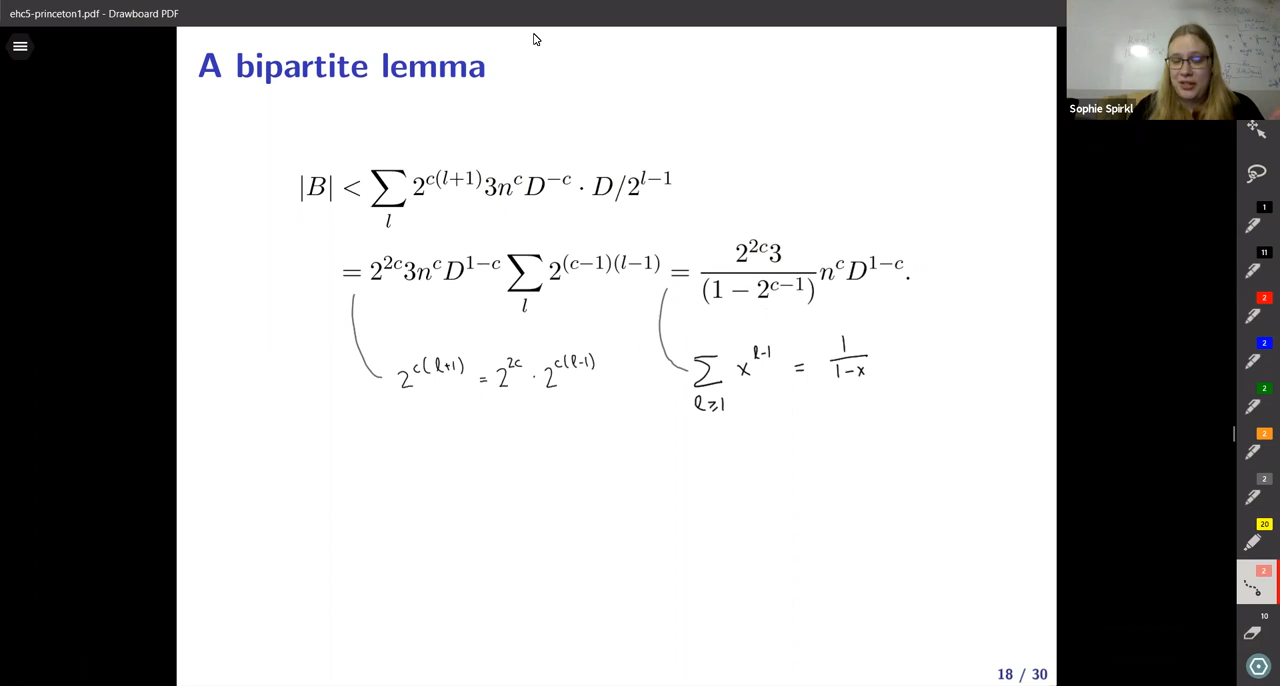 ehc5-princeton1.pdf - Drawboard PDF
A bipartite lemma
Sophie Spirkl
|B| < ∑_l 2^{c(l+1)} 3n^c D^{-c} · D/2^{l-1}
= 2^{2c} 3n^c D^{1-c} ∑_l 2^{(c-1)(l-1)} = \frac{2^{2c} 3}{(1 - 2^{c-1})} n^c D^{1-c}.
2^{c(l+1)} = 2^{2c} · 2^{c(l-1)}
∑_{l≥1} x^{l-1} = \frac{1}{1-x}
18 / 30
1
11
2
2
2
2
2
20
2
10